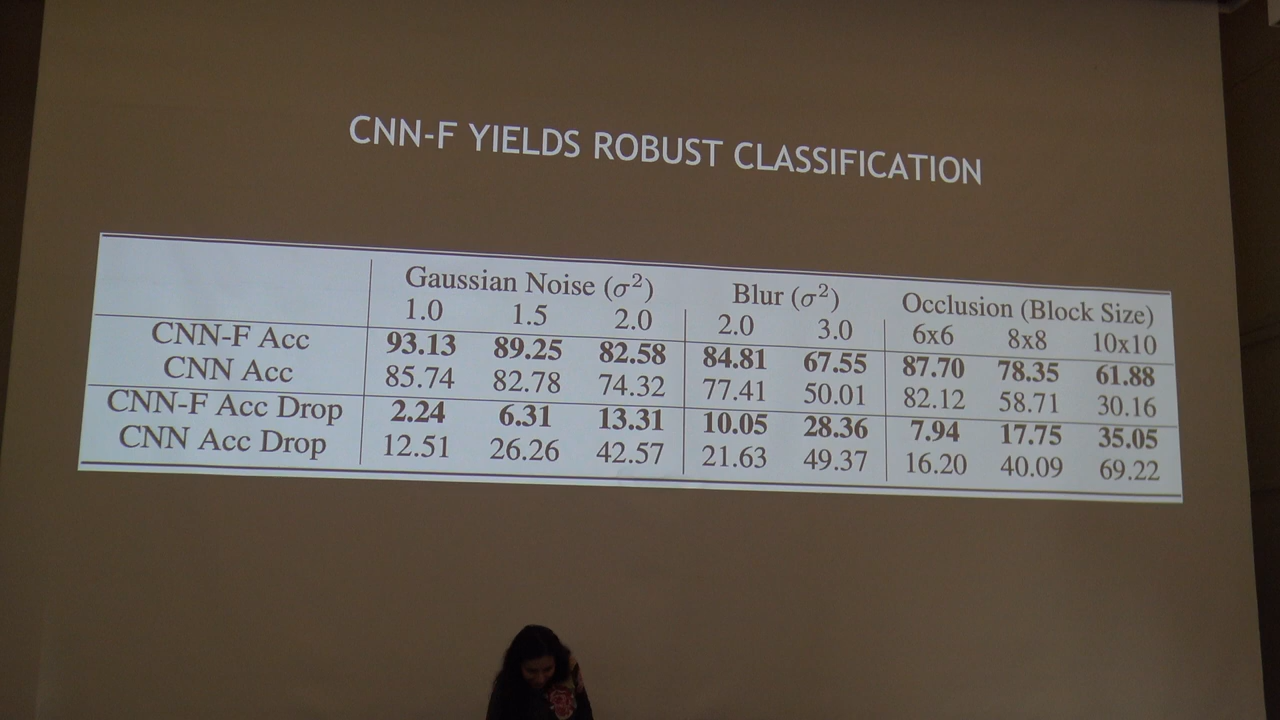 CNN-F YIELDS ROBUST CLASSIFICATION
Gaussian Noise (σ²) Blur (σ²) Occlusion (Block Size)
1.0 1.5 2.0 2.0 3.0 6x6 8x8 10x10
CNN-F Acc 93.13 89.25 82.58 84.81 67.55 87.70 78.35 61.88
CNN Acc 85.74 82.78 74.32 77.41 50.01 82.12 58.71 30.16
CNN-F Acc Drop 2.24 6.31 13.31 10.05 28.36 7.94 17.75 35.05
CNN Acc Drop 12.51 26.26 42.57 21.63 49.37 16.20 40.09 69.22